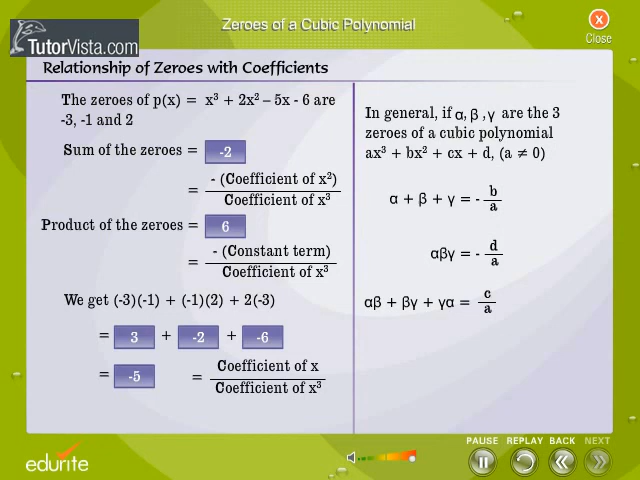 Zeroes of a Cubic Polynomial
X
Close
TutorVista.com
Relationship of Zeroes with Coefficients
The zeroes of p(x) = x³ + 2x² – 5x - 6 are
-3, -1 and 2
Sum of the zeroes = -2
= - (Coefficient of x²) / Coefficient of x³
Product of the zeroes = 6
= - (Constant term) / Coefficient of x³
We get (-3)(-1) + (-1)(2) + 2(-3)
= 3 + -2 + -6
= -5 = Coefficient of x / Coefficient of x³
In general, if α, β, γ are the 3
zeroes of a cubic polynomial
ax³ + bx² + cx + d, (a ≠ 0)
α + β + γ = - b/a
αβγ = - d/a
αβ + βγ + γα = c/a
edurite
PAUSE REPLAY BACK NEXT